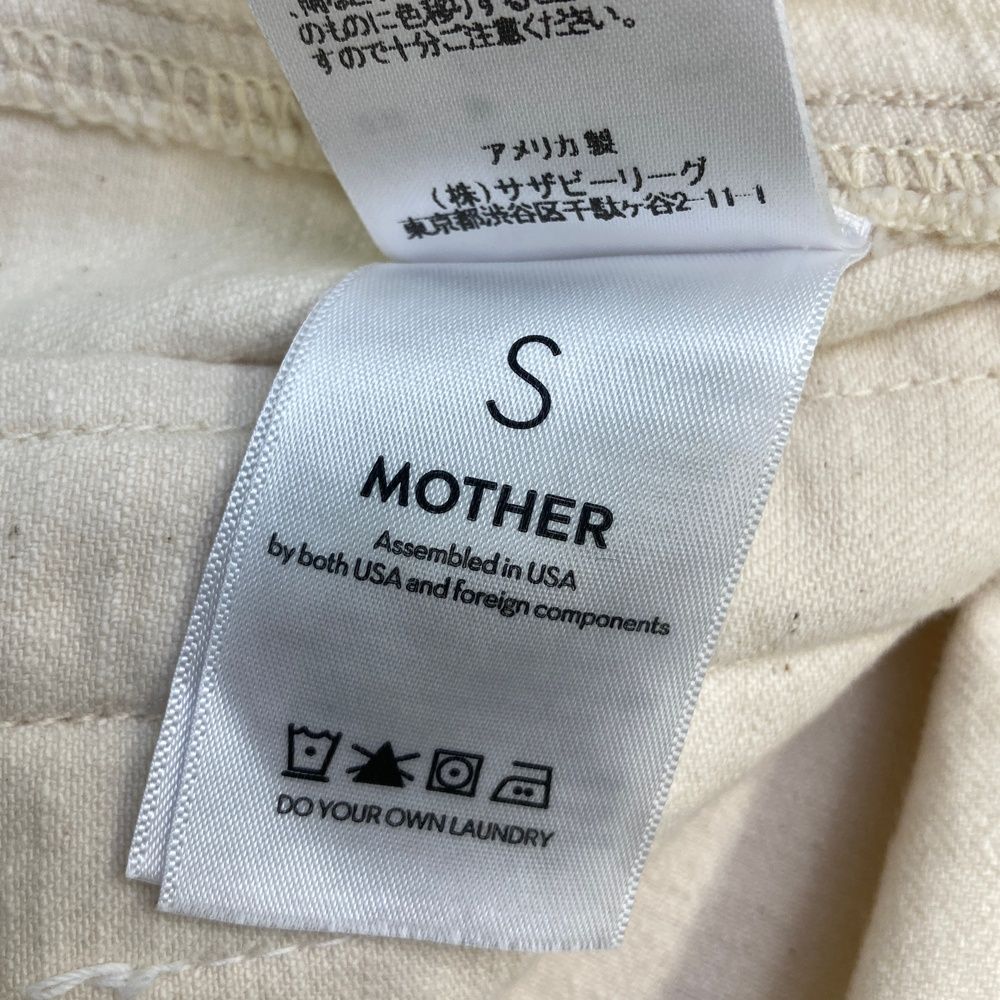 のものに色移りする
すので十分ご注意ください。
アメリカ製
(株)サザビーリーグ
東京都渋谷区千駄ヶ谷2-11-1
S
MOTHER
Assembled in USA
by both USA and foreign components
DO YOUR OWN LAUNDRY